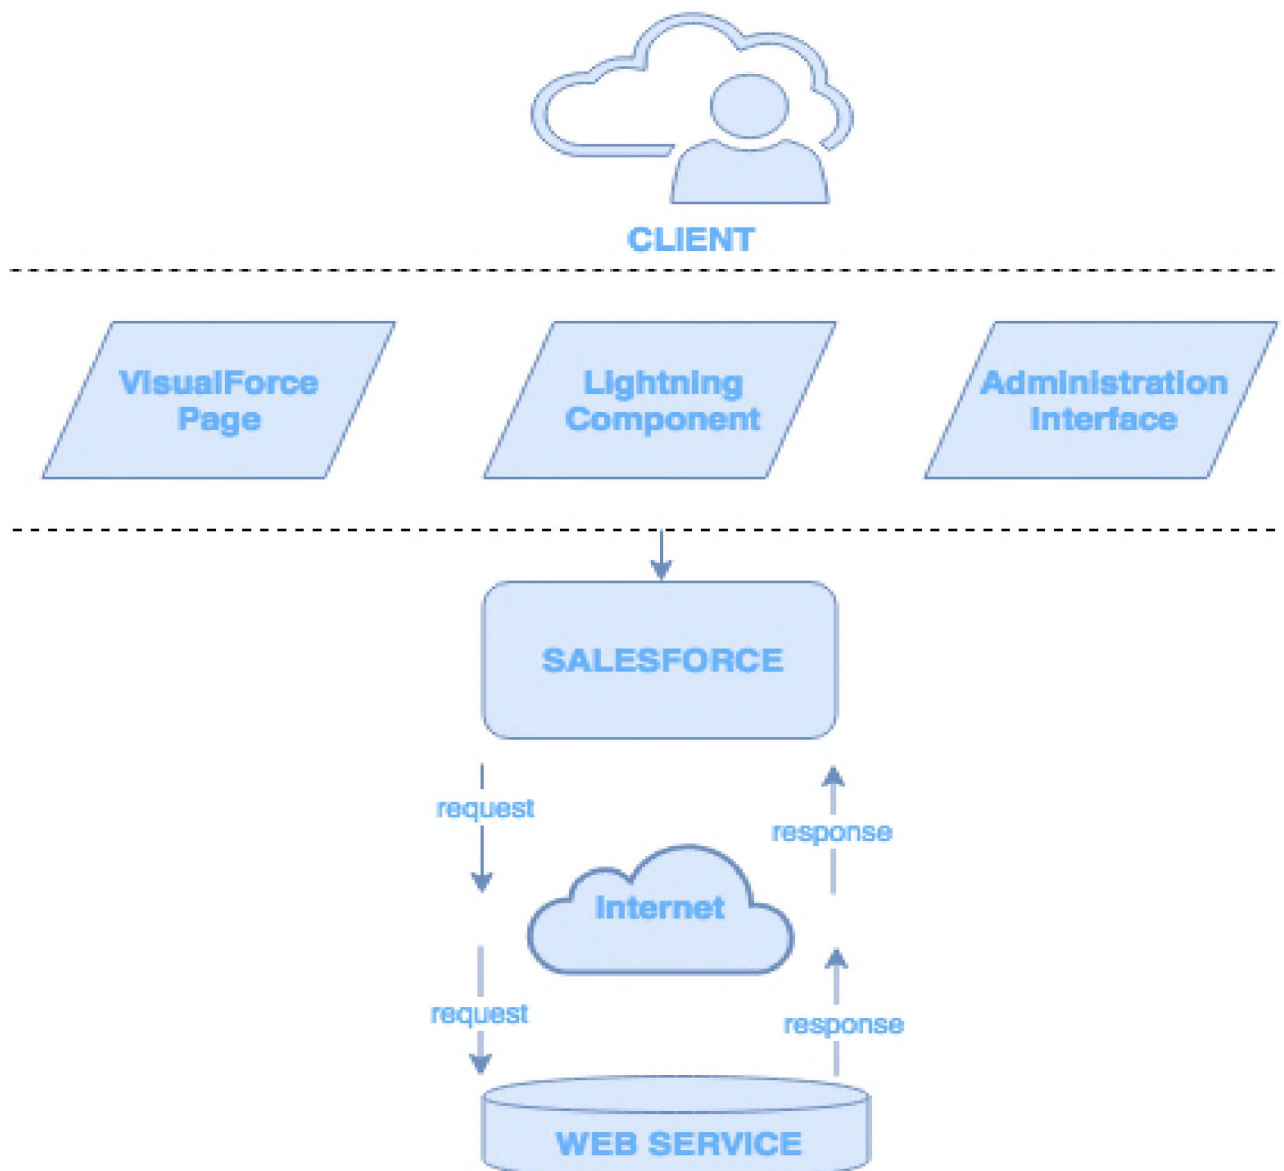 CLIENT
VisualForce
Page
Lightning
Component
Administration
Interface
SALESFORCE
request
response
Internet
request
response
WEB SERVICE